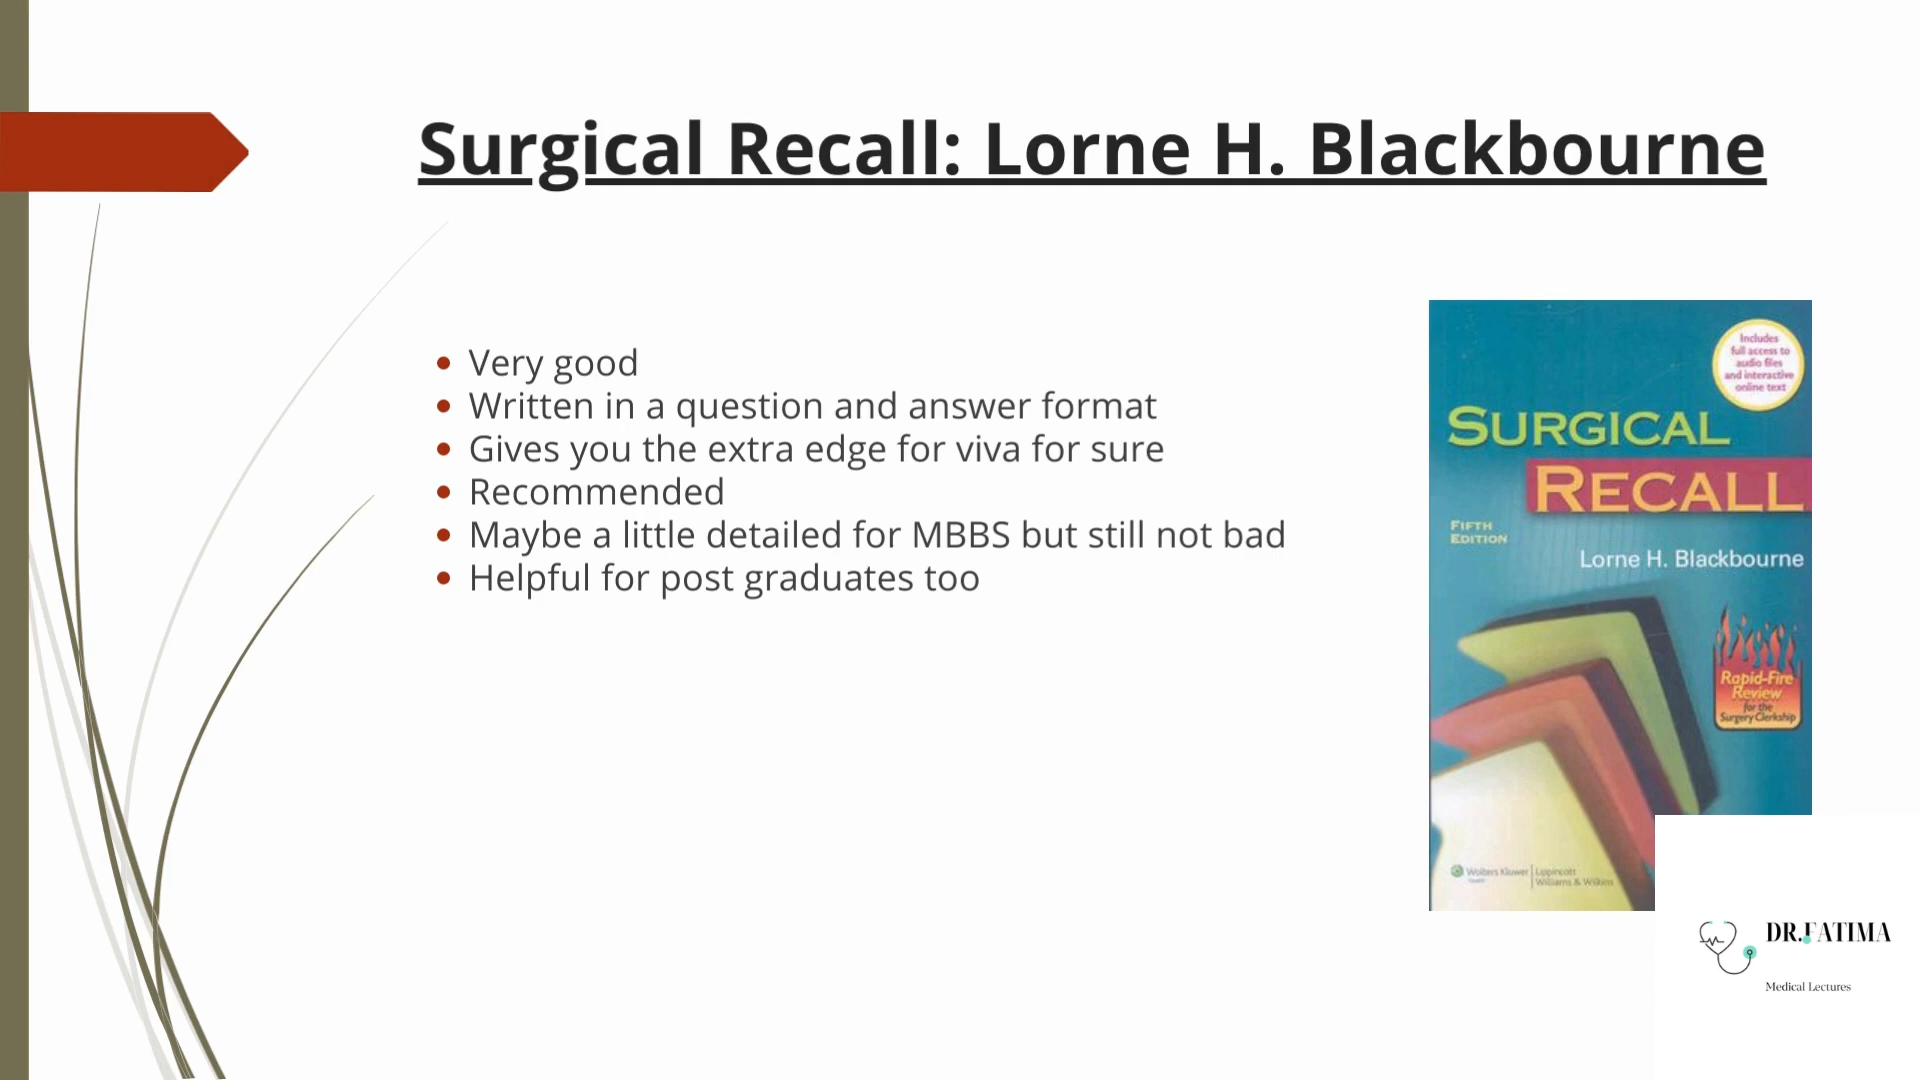 Surgical Recall: Lorne H. Blackbourne
Very good
Written in a question and answer format
Gives you the extra edge for viva for sure
Recommended
Maybe a little detailed for MBBS but still not bad
Helpful for post graduates too
Includes
full access to
audio files
and interactive
online text
SURGICAL
RECALL
FIFTH
EDITION
Lorne H. Blackbourne
Rapid-Fire
Review
for the
Surgery Clerkship
Wolters Kluwer
Health
Lippincott
Williams & Wilkins
DR.FATIMA
Medical Lectures